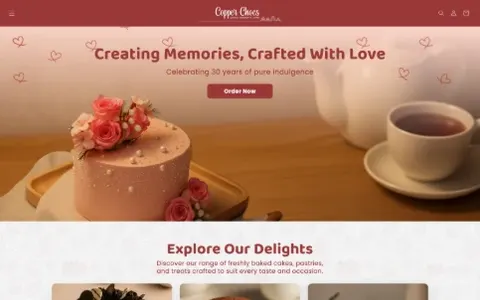 Copper Chocs
Creating Memories, Crafted With Love
Celebrating 30 years of pure indulgence
Order Now
Explore Our Delights
Discover our range of freshly baked cakes, pastries,
and treats crafted to suit every taste and occasion.